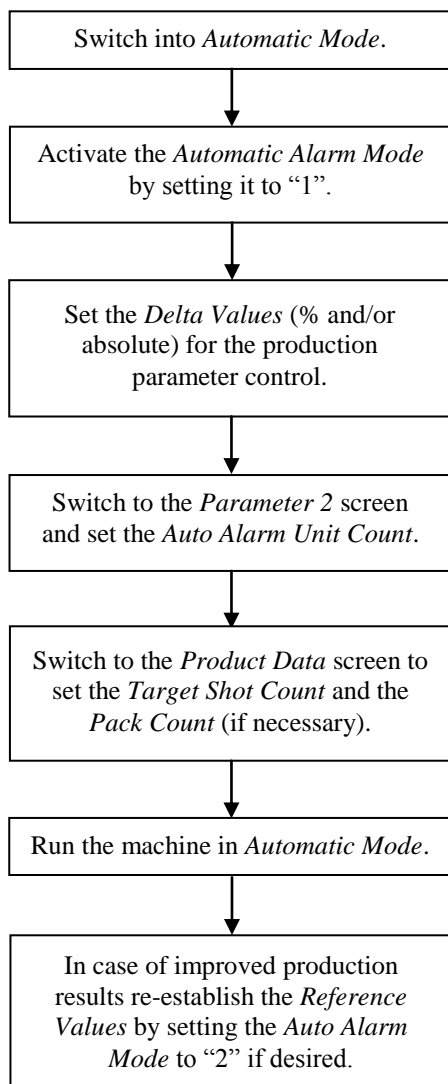 Switch into Automatic Mode.
Activate the Automatic Alarm Mode
by setting it to “1”.
Set the Delta Values (% and/or
absolute) for the production
parameter control.
Switch to the Parameter 2 screen
and set the Auto Alarm Unit Count.
Switch to the Product Data screen to
set the Target Shot Count and the
Pack Count (if necessary).
Run the machine in Automatic Mode.
In case of improved production
results re-establish the Reference
Values by setting the Auto Alarm
Mode to “2” if desired.